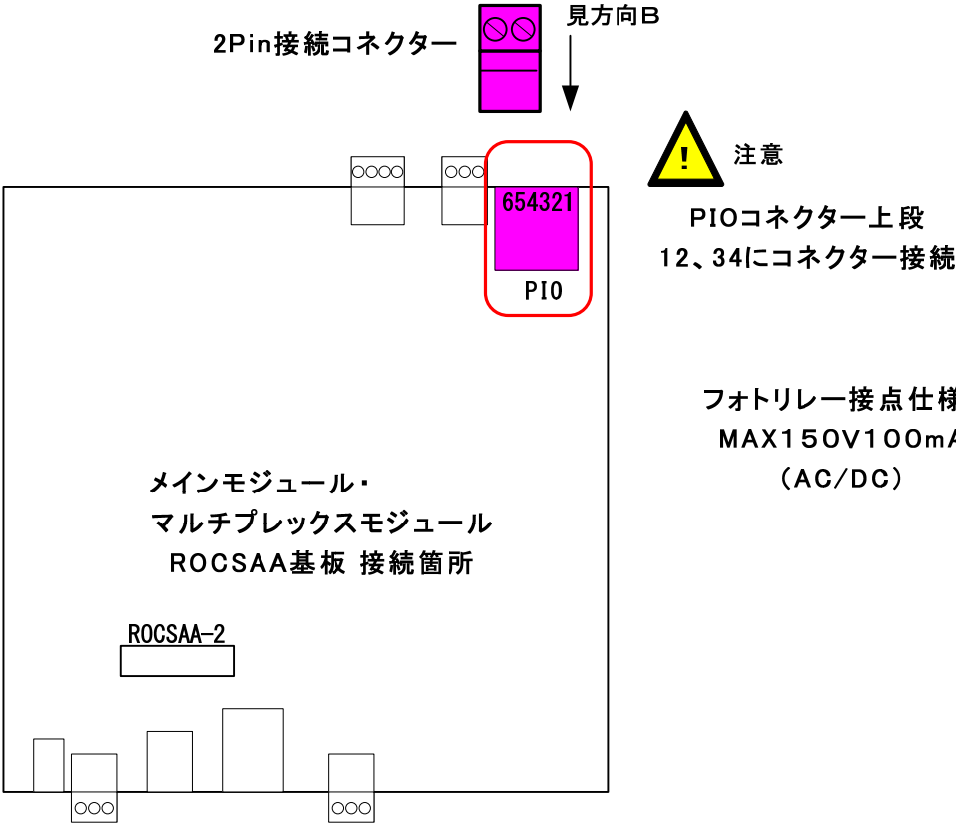 見方向B
2Pin接続コネクター
!
注意
654321
PIOコネクター上段
12、34にコネクター接続
PIO
フォトリレー接点仕様
MAX150V100mA
(AC/DC)
メインモジュール・
マルチプレックスモジュール
ROCSAA基板 接続箇所
ROCSAA-2